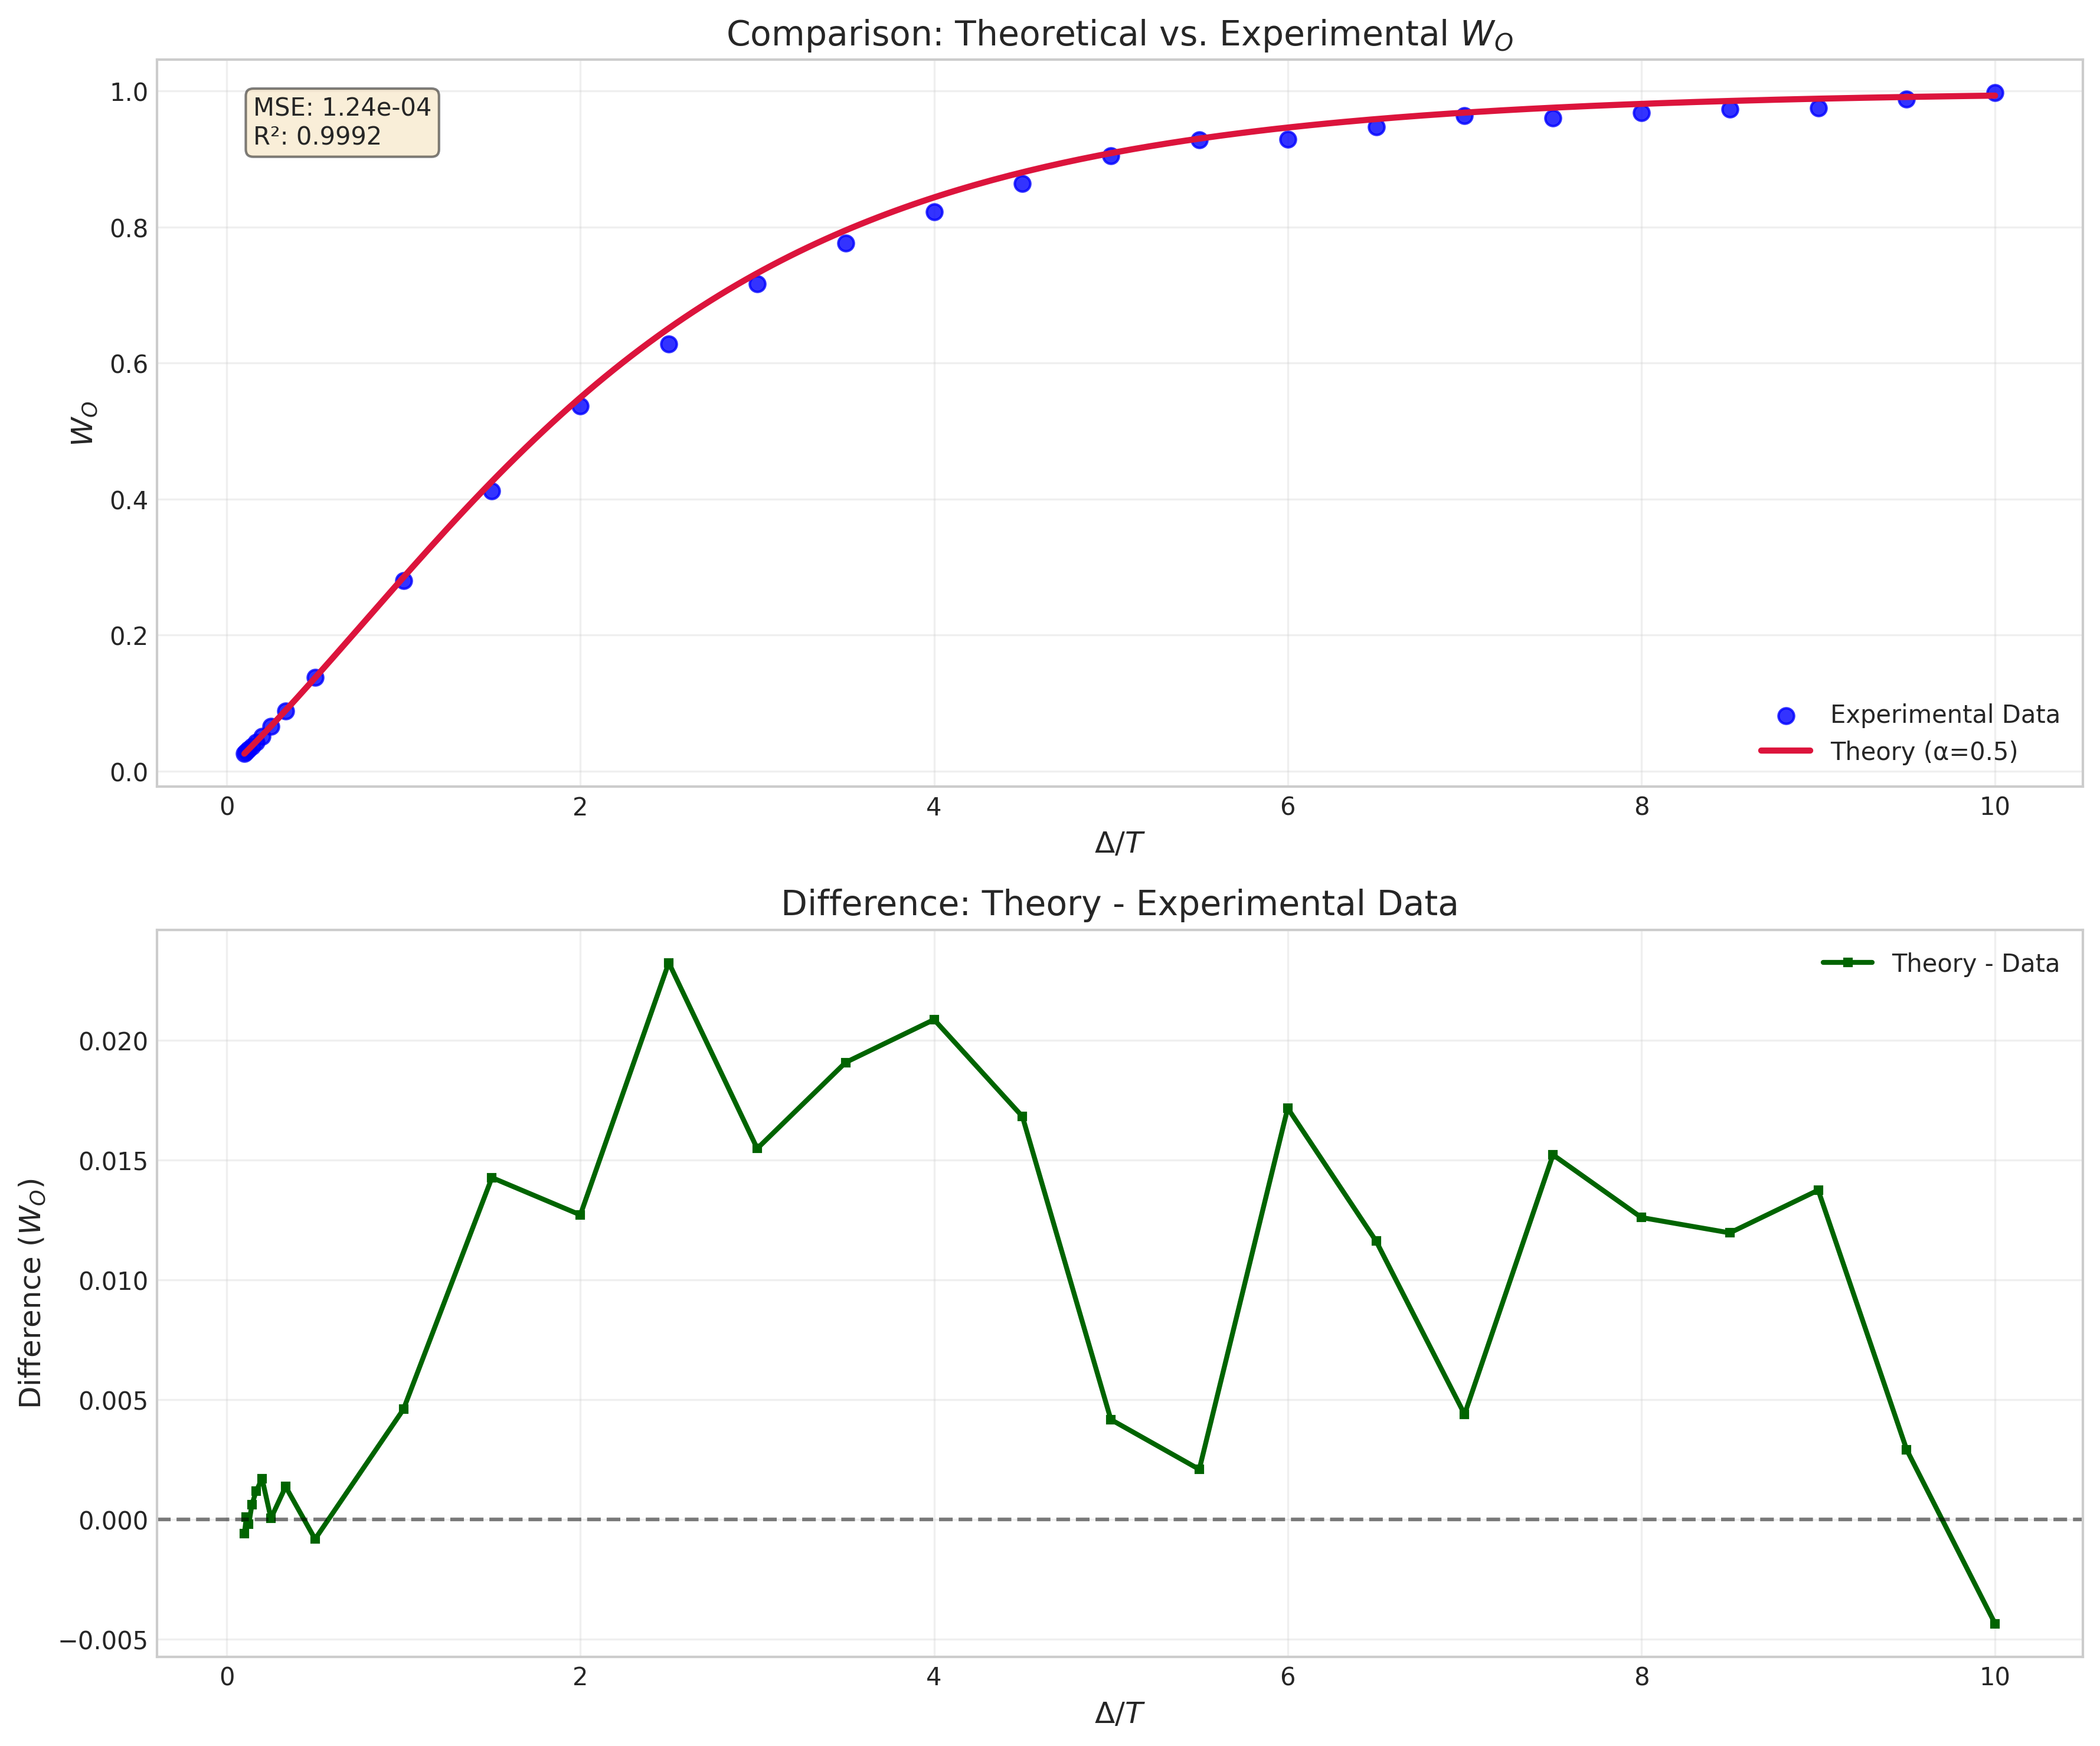 Comparison: Theoretical vs. Experimental W_O
MSE: 1.24e-04
R²: 0.9992
1.0
0.8
0.6
0.4
0.2
0.0
W_O
Experimental Data
Theory (α=0.5)
0 2 4 6 8 10
Δ/T
Difference: Theory - Experimental Data
Theory - Data
0.020
0.015
0.010
0.005
0.000
−0.005
Difference (W_O)
0 2 4 6 8 10
Δ/T